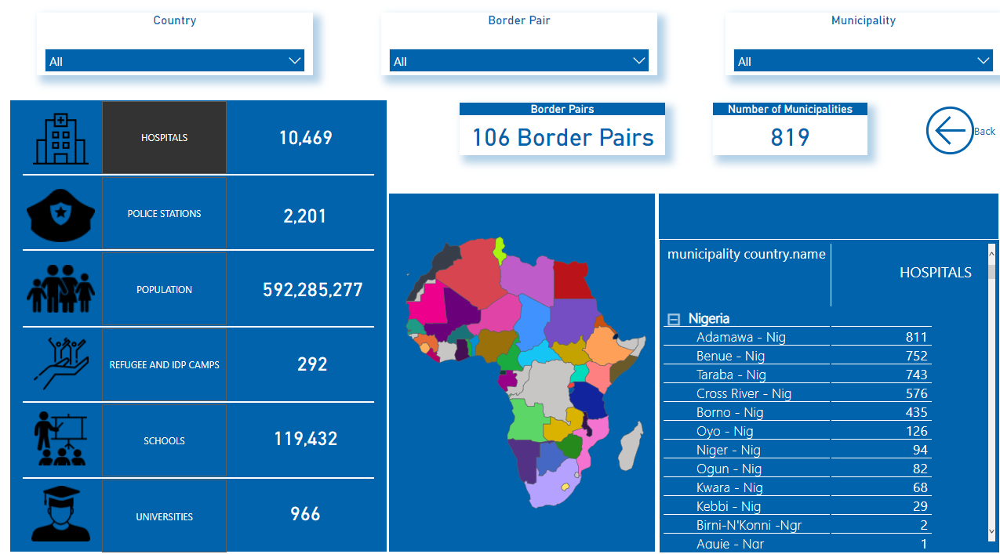 Country
All
Border Pair
All
Municipality
All
HOSPITALS 10,469
POLICE STATIONS 2,201
POPULATION 592,285,277
REFUGEE AND IDP CAMPS 292
SCHOOLS 119,432
UNIVERSITIES 966
Border Pairs
106 Border Pairs
Number of Municipalities
819
Back
municipality country.name HOSPITALS
Nigeria
Adamawa - Nig 811
Benue - Nig 752
Taraba - Nig 743
Cross River - Nig 576
Borno - Nig 435
Oyo - Nig 126
Niger - Nig 94
Ogun - Nig 82
Kwara - Nig 68
Kebbi - Nig 29
Birni-N'Konni -Ngr 2
Aguie - Ngr 1